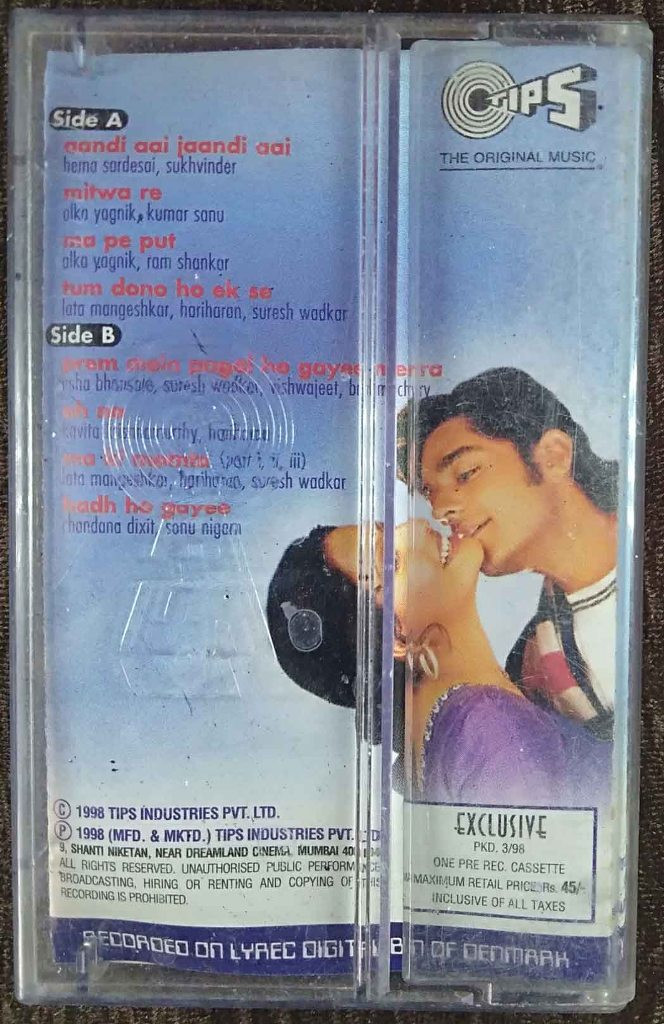 TIPS
THE ORIGINAL MUSIC
Side A
aandi aai jaandi aai
hema sardesai, sukhvinder
mitwa re
alka yagnik, kumar sanu
ma pe put
alka yagnik, ram shankar
tum dono ho ek se
lata mangeshkar, hariharan, suresh wadkar
Side B
prem mein pagal ho gayee meera
suresh wadkar, vishwajeet,
(part i, ii, iii)
lata mangeshkar, hariharan, suresh wadkar
hadh ho gayee
chandana dixit, sonu nigam
© 1998 TIPS INDUSTRIES PVT. LTD.
Ⓟ 1998 (MFD. & MKTD.) TIPS INDUSTRIES PVT. LTD
9, SHANTI NIKETAN, NEAR DREAMLAND CINEMA, MUMBAI
ALL RIGHTS RESERVED. UNAUTHORISED PUBLIC PERFORMANCE
BROADCASTING, HIRING OR RENTING AND COPYING OF THIS
RECORDING IS PROHIBITED.
EXCLUSIVE
PKD. 3/98
ONE PRE REC. CASSETTE
MAXIMUM RETAIL PRICE Rs. 45/-
INCLUSIVE OF ALL TAXES
RECORDED ON LYREC DIGITAL BIN OF DENMARK